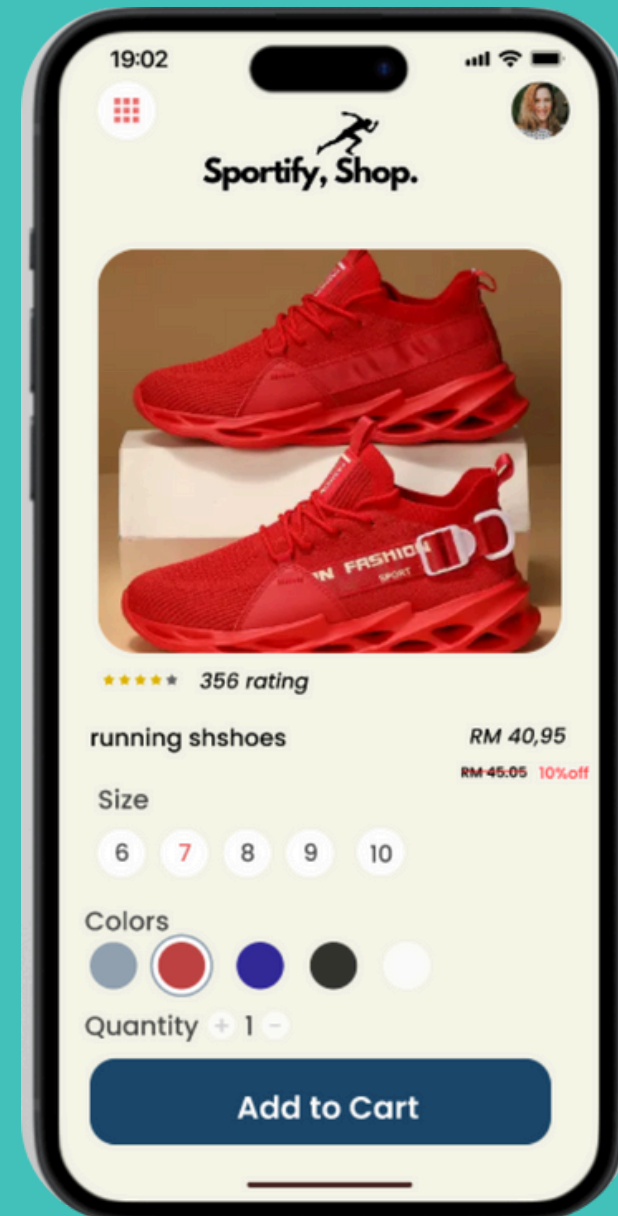 19:02
Sportify, Shop.
IN FASHION
SPORT
356 rating
running shshoes
RM 40,95
RM 45.05 10%off
Size
6 7 8 9 10
Colors
Quantity + 1 -
Add to Cart